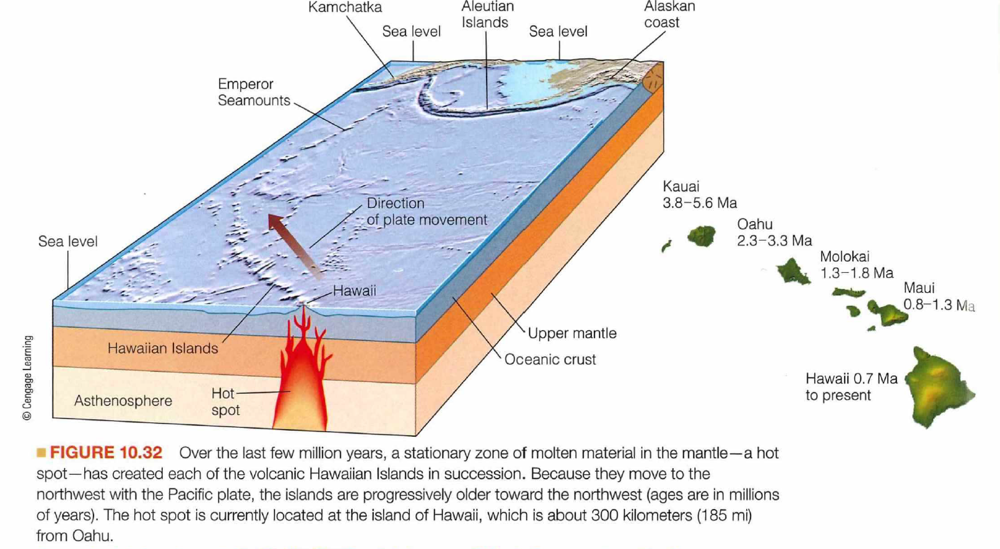 Kamchatka
Aleutian
Islands
Alaskan
coast
Sea level
Sea level
Emperor
Seamounts
Direction
of plate movement
Sea level
Hawaii
Hawaiian Islands
Upper mantle
Oceanic crust
Asthenosphere
Hot
spot
Kauai
3.8–5.6 Ma
Oahu
2.3–3.3 Ma
Molokai
1.3–1.8 Ma
Maui
0.8–1.3 Ma
Hawaii 0.7 Ma
to present
© Cengage Learning
FIGURE 10.32 Over the last few million years, a stationary zone of molten material in the mantle—a hot
spot—has created each of the volcanic Hawaiian Islands in succession. Because they move to the
northwest with the Pacific plate, the islands are progressively older toward the northwest (ages are in millions
of years). The hot spot is currently located at the island of Hawaii, which is about 300 kilometers (185 mi)
from Oahu.